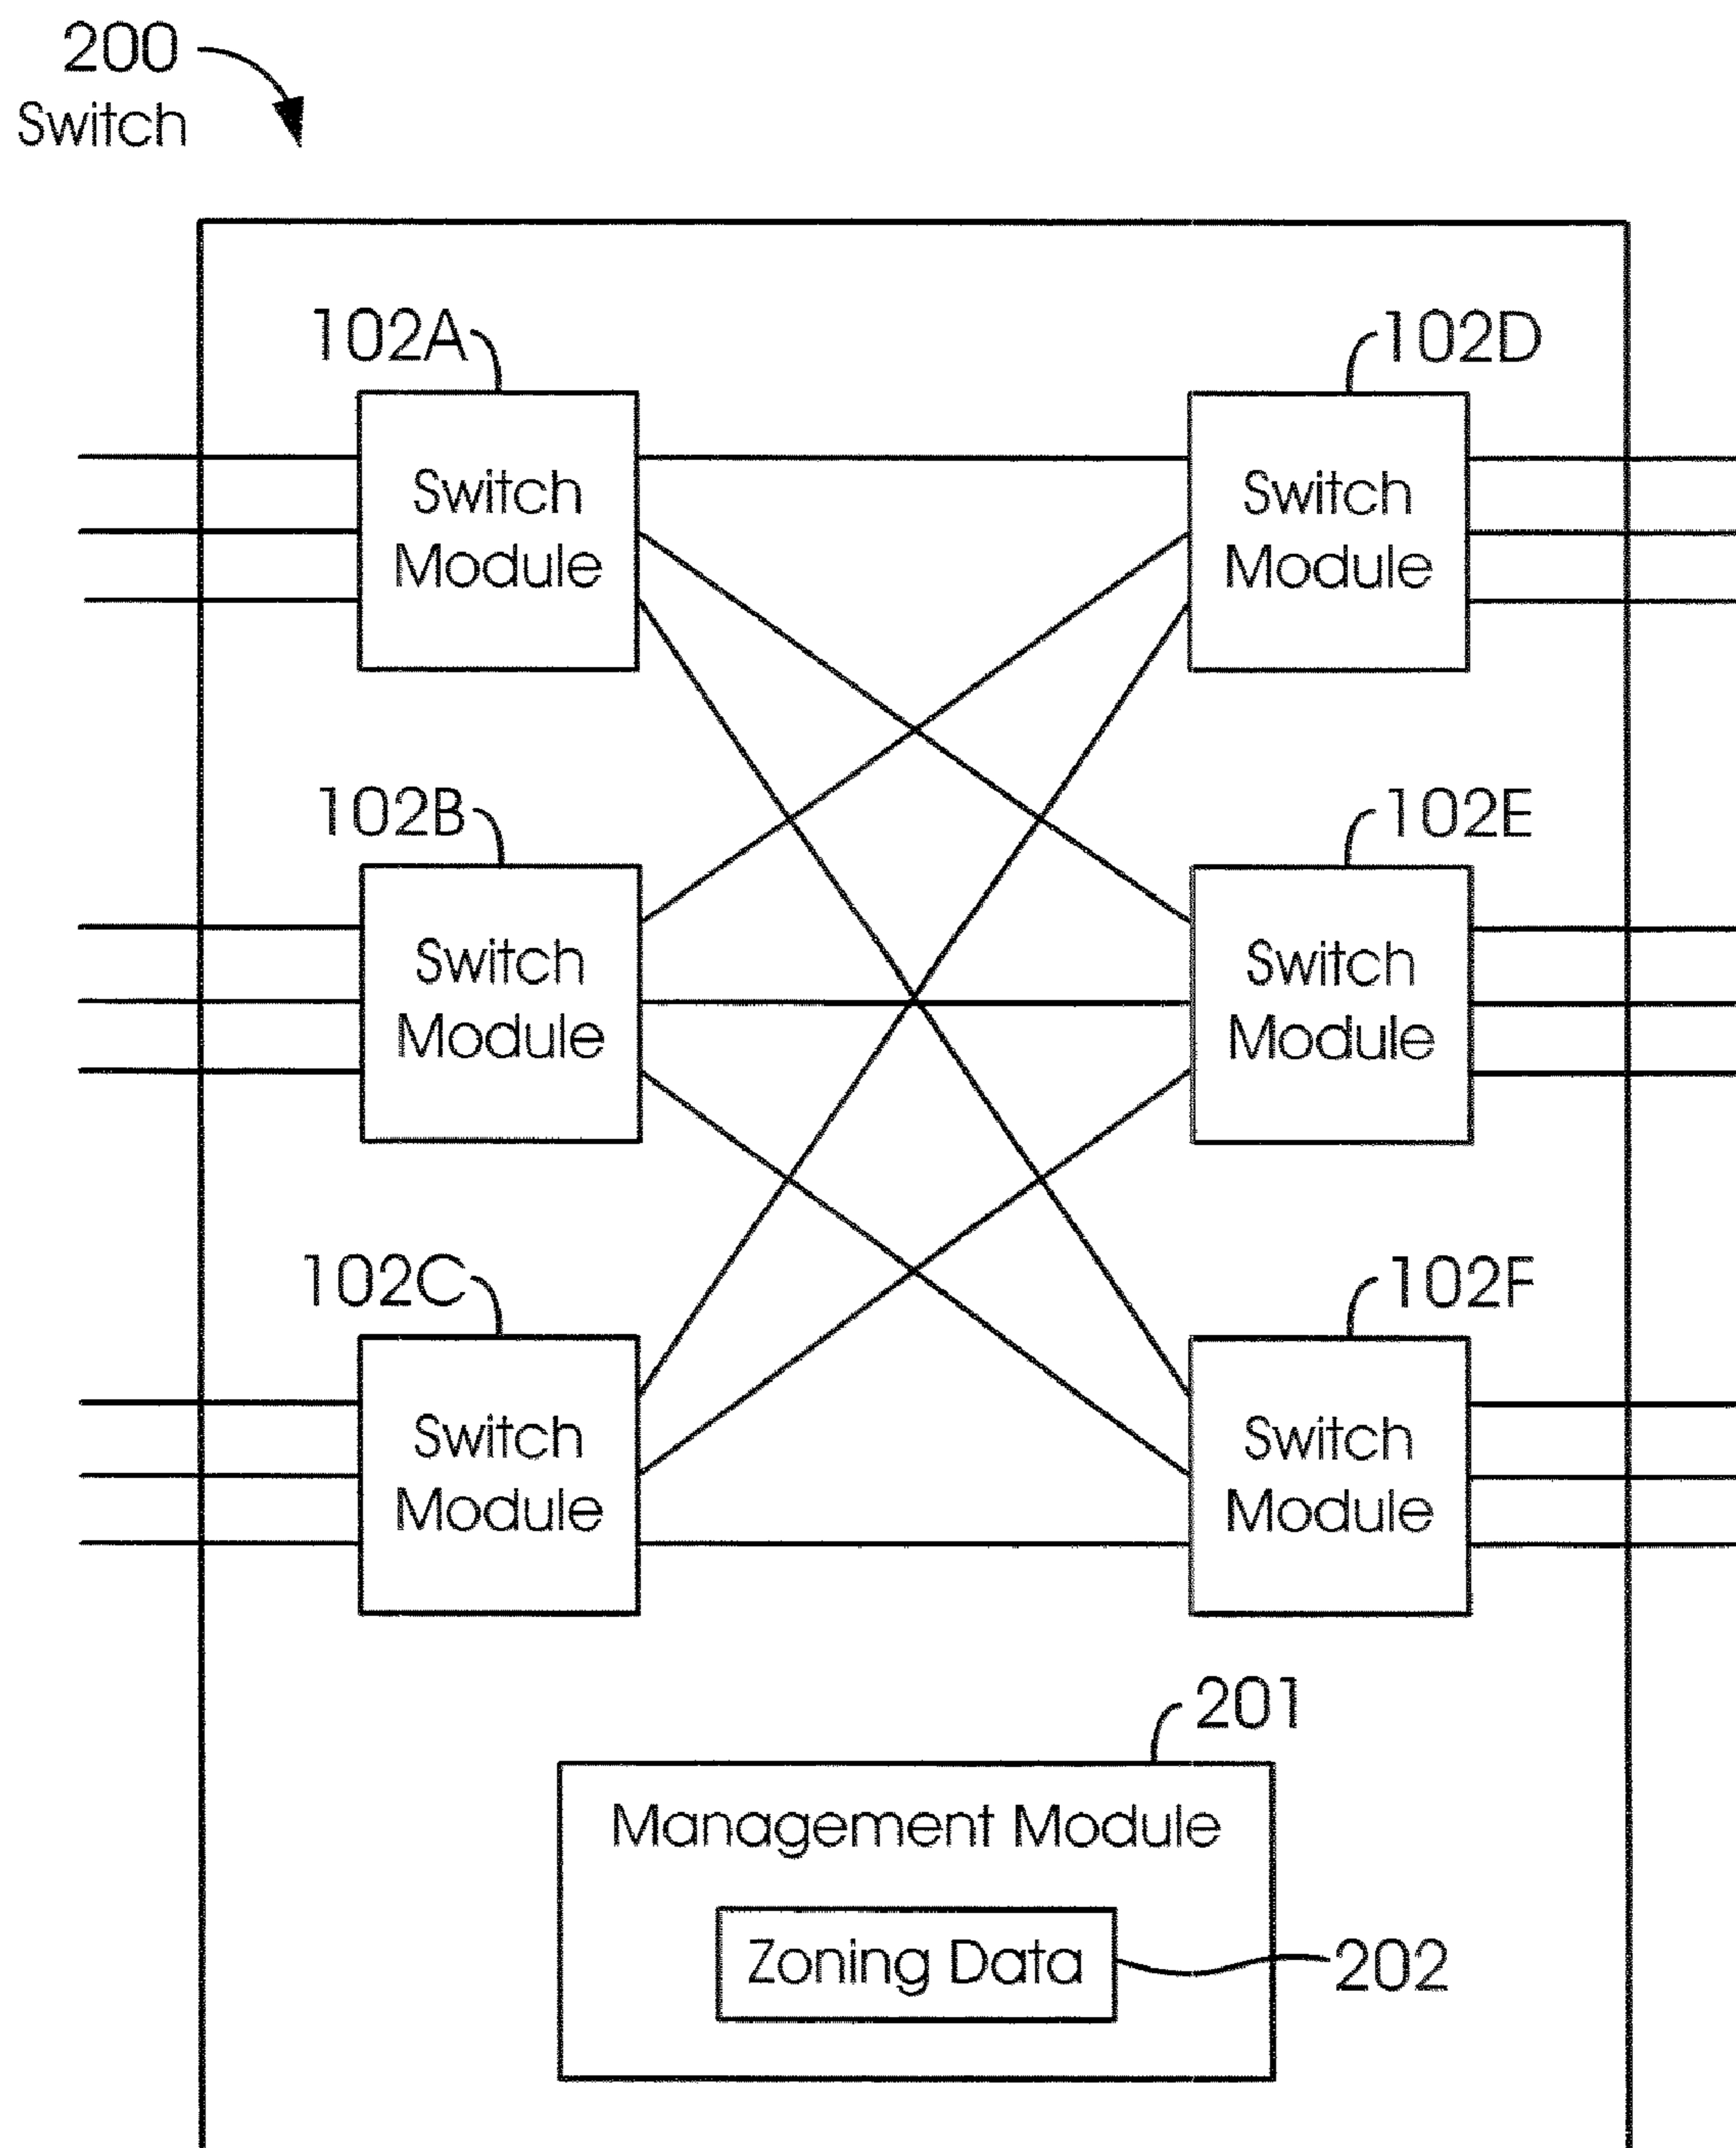 200
Switch
102A
102D
Switch
Module
Switch
Module
102B
102E
Switch
Module
Switch
Module
102C
102F
Switch
Module
Switch
Module
201
Management Module
Zoning Data
202